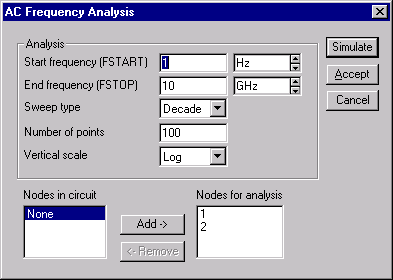 AC Frequency Analysis
Analysis
Start frequency (FSTART) 1 Hz
End frequency (FSTOP) 10 GHz
Sweep type Decade
Number of points 100
Vertical scale Log
Simulate
Accept
Cancel
Nodes in circuit
None
Add ->
<- Remove
Nodes for analysis
1
2